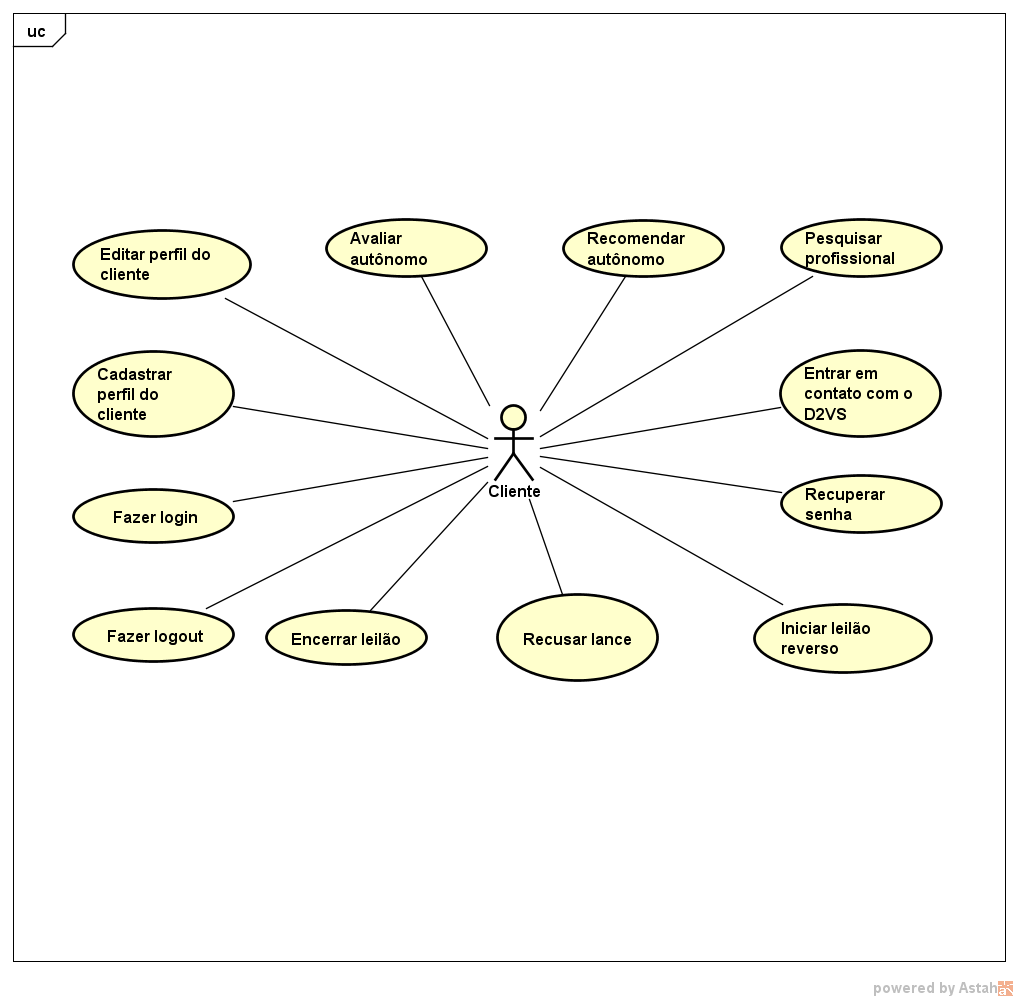 uc
Editar perfil do
cliente
Avaliar
autônomo
Recomendar
autônomo
Pesquisar
profissional
Cadastrar
perfil do
cliente
Entrar em
contato com o
D2VS
Cliente
Fazer login
Recuperar
senha
Fazer logout
Encerrar leilão
Recusar lance
Iniciar leilão
reverso
powered by Astah